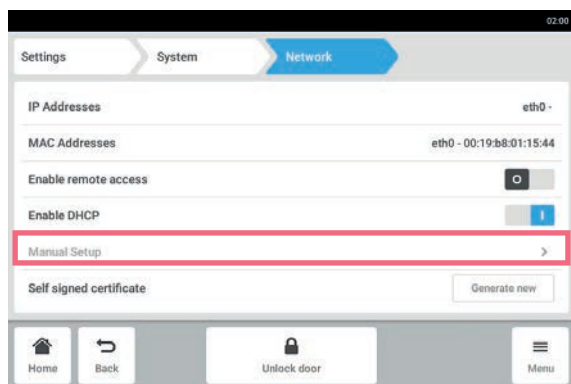 02:00
Settings System Network
IP Addresses eth0 -
MAC Addresses eth0 - 00:19:b8:01:15:44
Enable remote access O
Enable DHCP I
Manual Setup >
Self signed certificate Generate new
Home Back Unlock door Menu